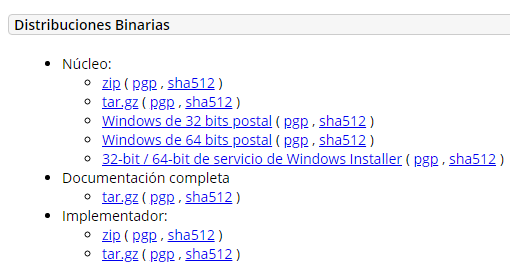 Distribuciones Binarias
Núcleo:
zip ( pgp , sha512 )
tar.gz ( pgp , sha512 )
Windows de 32 bits postal ( pgp , sha512 )
Windows de 64 bits postal ( pgp , sha512 )
32-bit / 64-bit de servicio de Windows Installer ( pgp , sha512 )
Documentación completa
tar.gz ( pgp , sha512 )
Implementador:
zip ( pgp , sha512 )
tar.gz ( pgp , sha512 )